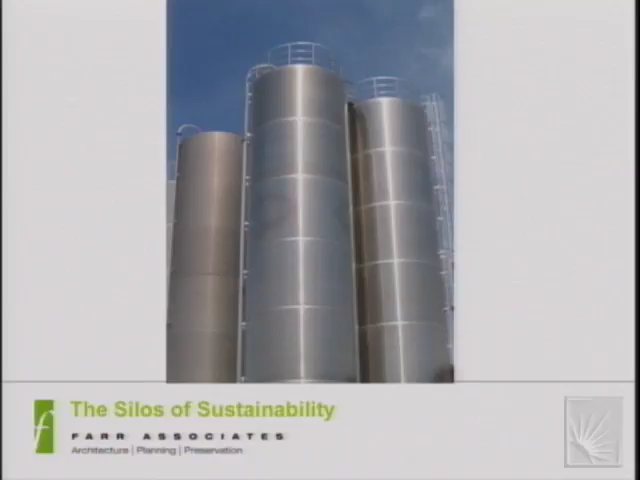 The Silos of Sustainability
f
FARR ASSOCIATES
Architecture | Planning | Preservation